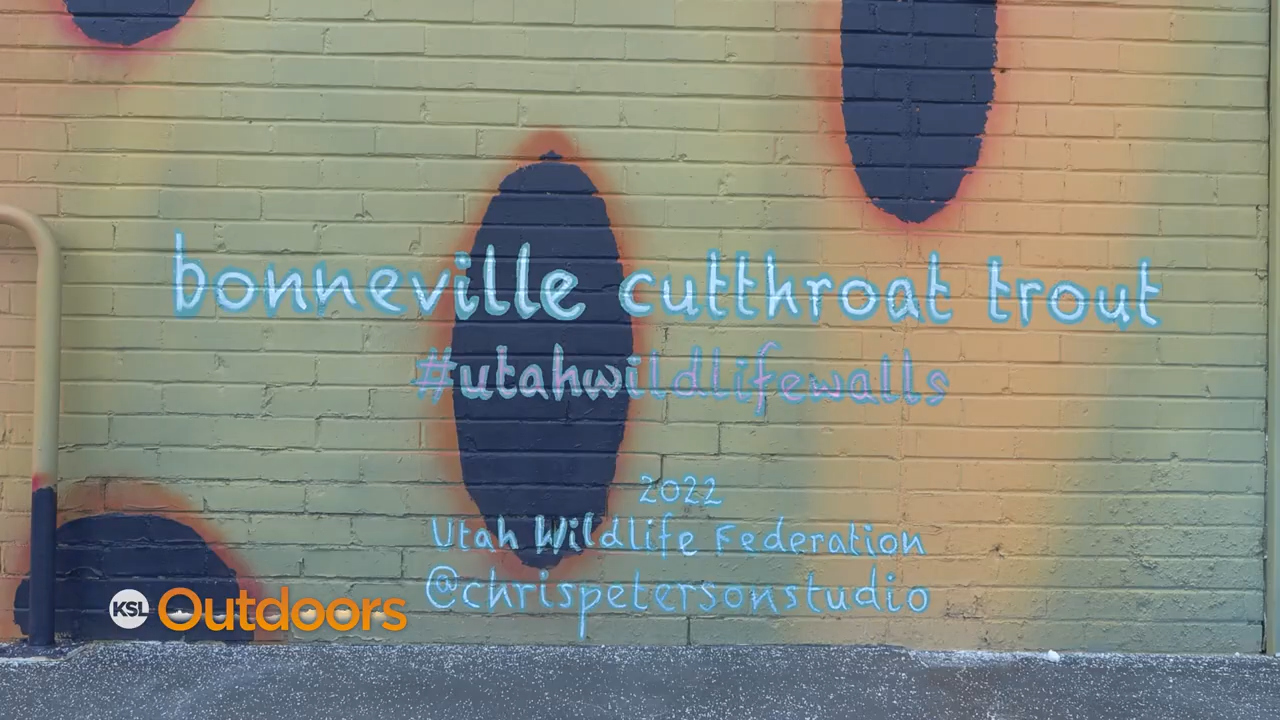 bonneville cutthroat trout
#utahwildlifewalls
2022
Utah Wildlife Federation
@chrispetersonstudio
KSL Outdoors